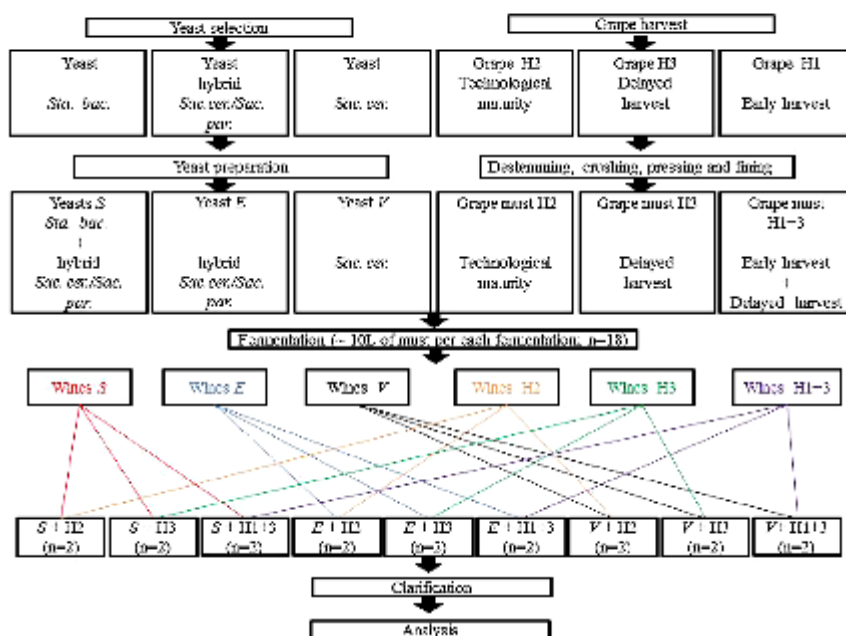 Yeast selection
Grape harvest
Yeast
Sta. bac.
Yeast
hybrid
Sac.cer./Sac.
par.
Yeast
Sac. cer.
Grape H2
Technological
maturity
Grape H3
Delayed
harvest
Grape H1
Early harvest
Yeast preparation
Destemming, crushing, pressing and fining
Yeasts S
Sta. bac.
+
hybrid
Sac. cer./Sac.
par.
Yeast E
hybrid
Sac. cer./Sac.
par.
Yeast V
Sac. cer.
Grape must H2
Technological
maturity
Grape must H3
Delayed
harvest
Grape must
H1+3
Early harvest
+
Delayed harvest
Fermentation (~ 10L of must per each fermentation; n=18)
Wines S
Wines E
Wines V
Wines H2
Wines H3
Wines H1+3
S + H2
(n=2)
S + H3
(n=2)
S + H1+3
(n=2)
E + H2
(n=2)
E + H3
(n=2)
E + H1+3
(n=2)
V + H2
(n=2)
V + H3
(n=2)
V + H1+3
(n=2)
Clarification
Analysis